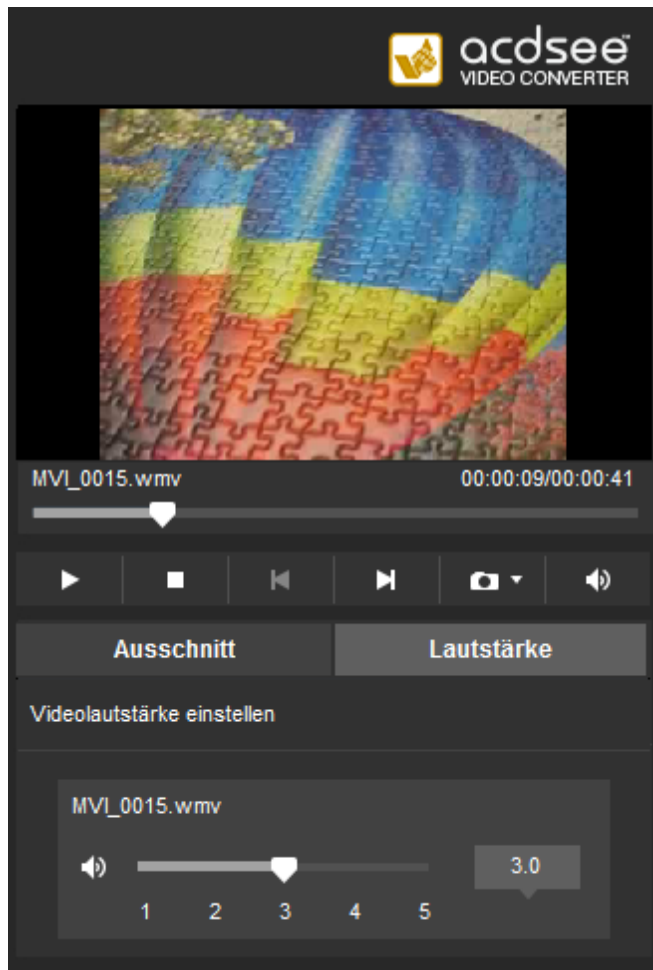 acdsee™
VIDEO CONVERTER
MVI_0015.wmv 00:00:09/00:00:41
Ausschnitt Lautstärke
Videolautstärke einstellen
MVI_0015.wmv
3.0
1 2 3 4 5